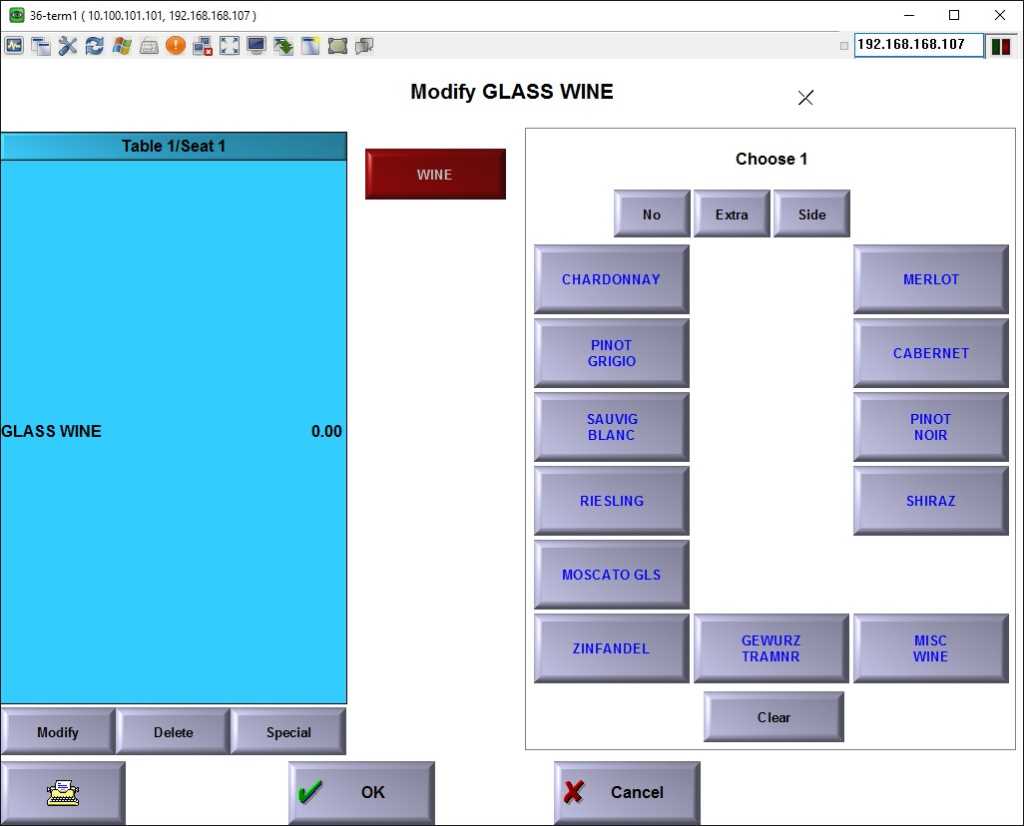 36-term1 ( 10.100.101.101, 192.168.168.107 )
192.168.168.107
Modify GLASS WINE
Table 1/Seat 1
WINE
Choose 1
No
Extra
Side
CHARDONNAY
MERLOT
PINOT
GRIGIO
CABERNET
SAUVIG
BLANC
PINOT
NOIR
GLASS WINE 0.00
RIESLING
SHIRAZ
MOSCATO GLS
ZINFANDEL
GEWURZ
TRAMNR
MISC
WINE
Clear
Modify
Delete
Special
OK
Cancel